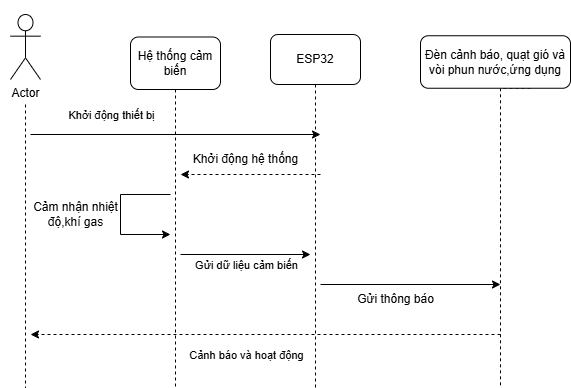 Hệ thống cảm
biến
ESP32
Đèn cảnh báo, quạt gió và
vòi phun nước,ứng dụng
Actor
Khởi động thiết bị
Khởi động hệ thống
Cảm nhận nhiệt
độ,khí gas
Gửi dữ liệu cảm biến
Gửi thông báo
Cảnh báo và hoạt động